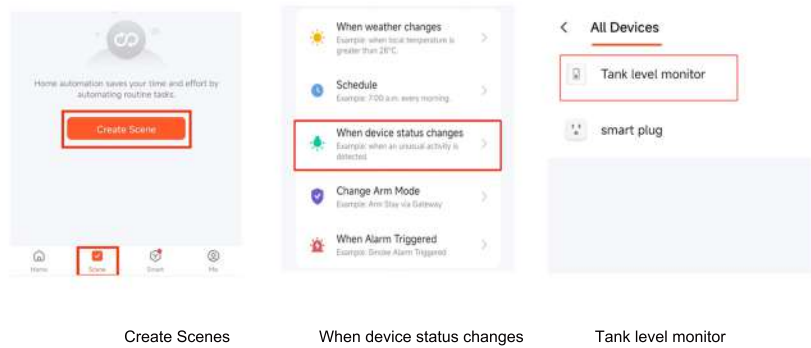 Home automation saves your time and effort by
automating routine tasks.
Create Scene
Home
Scene
Smart
Me
When weather changes
Example: when local temperature is
greater than 28°C.
Schedule
Example: 7:00 a.m. every morning.
When device status changes
Example: when an unusual activity is
detected.
Change Arm Mode
Example: Arm Stay via Gateway
When Alarm Triggered
Example: Smoke Alarm Triggered
All Devices
Tank level monitor
smart plug
Create Scenes
When device status changes
Tank level monitor